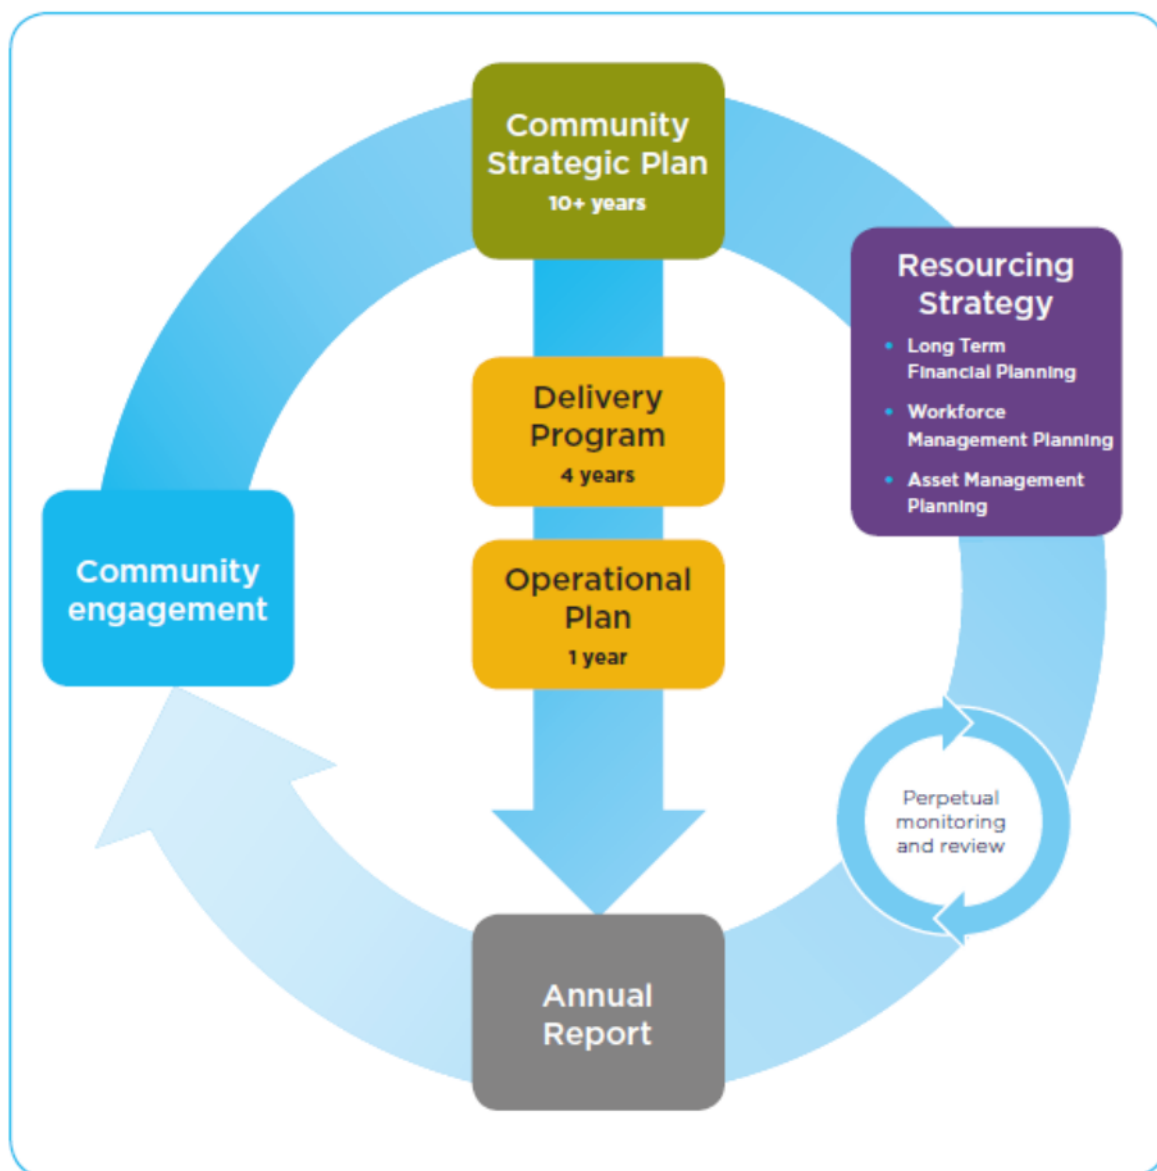 Community
Strategic Plan
10+ years
Resourcing
Strategy
• Long Term
Financial Planning
• Workforce
Management Planning
• Asset Management
Planning
Delivery
Program
4 years
Operational
Plan
1 year
Community
engagement
Perpetual
monitoring
and review
Annual
Report